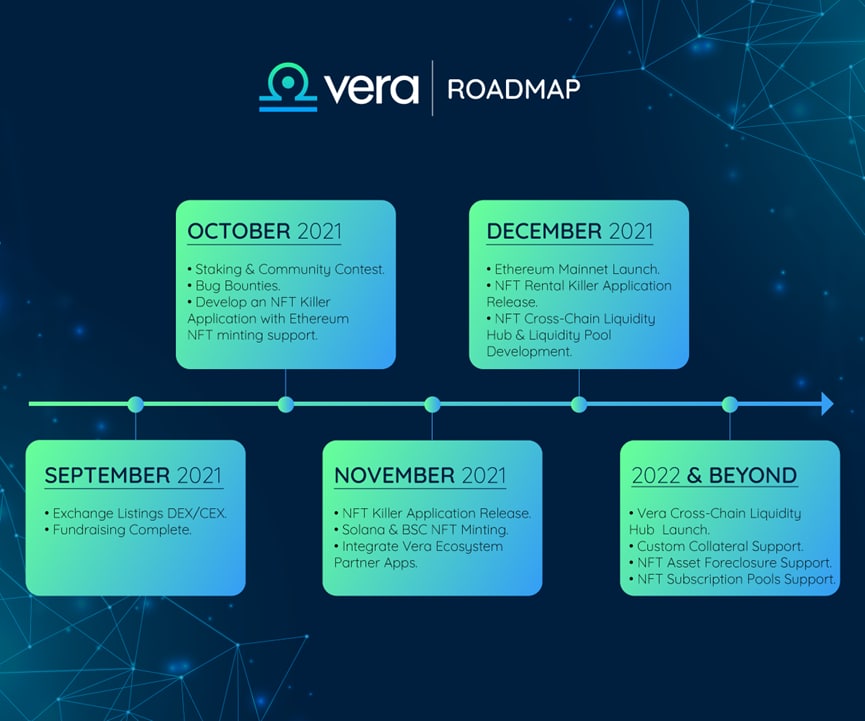 vera | ROADMAP
OCTOBER 2021
• Staking & Community Contest.
• Bug Bounties.
• Develop an NFT Killer
Application with Ethereum
NFT minting support.
DECEMBER 2021
• Ethereum Mainnet Launch.
• NFT Rental Killer Application
Release.
• NFT Cross-Chain Liquidity
Hub & Liquidity Pool
Development.
SEPTEMBER 2021
• Exchange Listings DEX/CEX.
• Fundraising Complete.
NOVEMBER 2021
• NFT Killer Application Release.
• Solana & BSC NFT Minting.
• Integrate Vera Ecosystem
Partner Apps.
2022 & BEYOND
• Vera Cross-Chain Liquidity
Hub Launch.
• Custom Collateral Support.
• NFT Asset Foreclosure Support.
• NFT Subscription Pools Support.